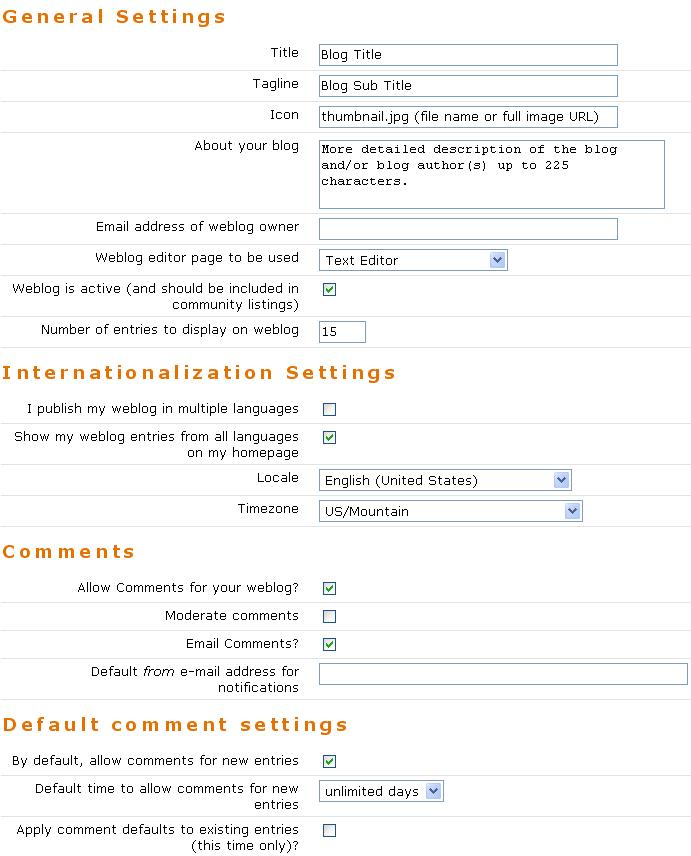 General Settings
Title Blog Title
Tagline Blog Sub Title
Icon thumbnail.jpg (file name or full image URL)
About your blog More detailed description of the blog
and/or blog author(s) up to 225
characters.
Email address of weblog owner
Weblog editor page to be used Text Editor
Weblog is active (and should be included in
community listings)
Number of entries to display on weblog 15
Internationalization Settings
I publish my weblog in multiple languages
Show my weblog entries from all languages
on my homepage
Locale English (United States)
Timezone US/Mountain
Comments
Allow Comments for your weblog?
Moderate comments
Email Comments?
Default from e-mail address for
notifications
Default comment settings
By default, allow comments for new entries
Default time to allow comments for new
entries unlimited days
Apply comment defaults to existing entries
(this time only)?